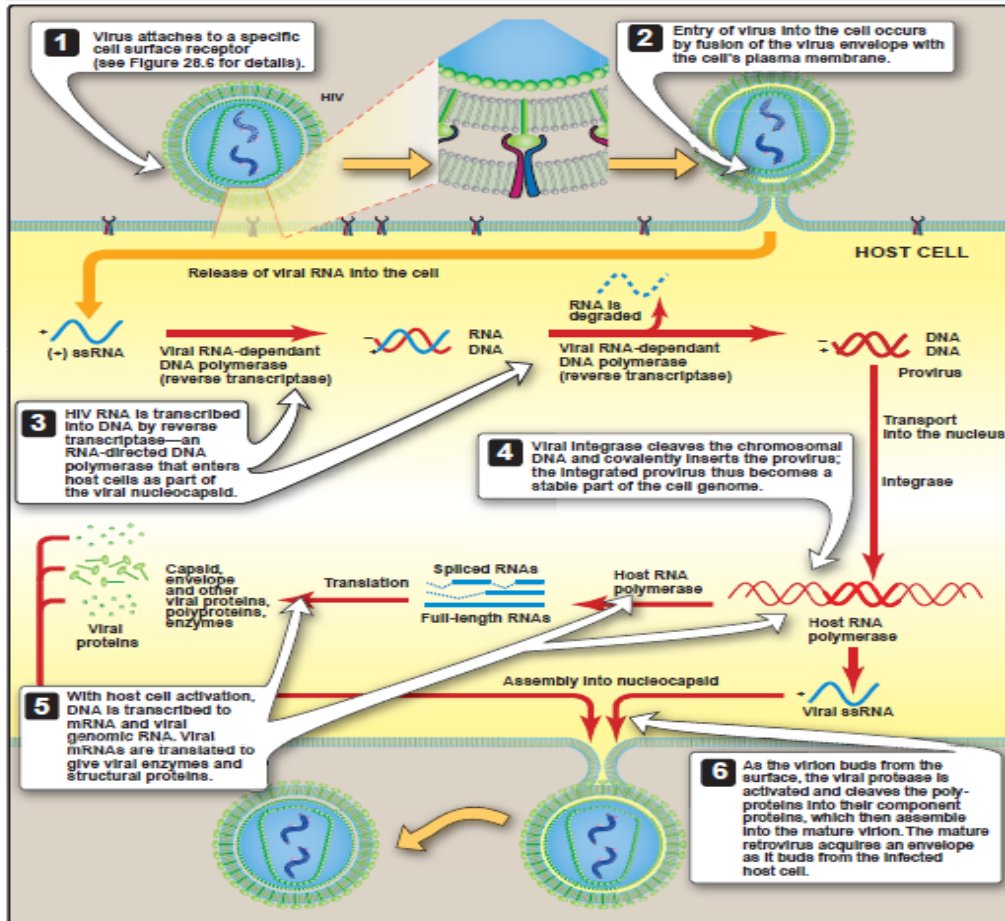 1 Virus attaches to a specific
cell surface receptor
(see Figure 28.6 for details).
HIV
2 Entry of virus into the cell occurs
by fusion of the virus envelope with
the cell's plasma membrane.
HOST CELL
Release of viral RNA into the cell
+
(+) ssRNA
Viral RNA-dependant
DNA polymerase
(reverse transcriptase)
− RNA
+ DNA
RNA is
degraded
Viral RNA-dependant
DNA polymerase
(reverse transcriptase)
− DNA
+ DNA
Provirus
3 HIV RNA is transcribed
into DNA by reverse
transcriptase—an
RNA-directed DNA
polymerase that enters
host cells as part of
the viral nucleocapsid.
4 Viral integrase cleaves the chromosomal
DNA and covalently inserts the provirus;
the integrated provirus thus becomes a
stable part of the cell genome.
Transport
into the nucleus
Integrase
Viral
proteins
Capsid,
envelope
and other
viral proteins,
polyproteins,
enzymes
Translation
Spliced RNAs
Full-length RNAs
Host RNA
polymerase
Host RNA
polymerase
5 With host cell activation,
DNA is transcribed to
mRNA and viral
genomic RNA. Viral
mRNAs are translated to
give viral enzymes and
structural proteins.
Assembly into nucleocapsid
+
Viral ssRNA
6 As the virion buds from the
surface, the viral protease is
activated and cleaves the poly-
proteins into their component
proteins, which then assemble
into the mature virion. The mature
retrovirus acquires an envelope
as it buds from the infected
host cell.